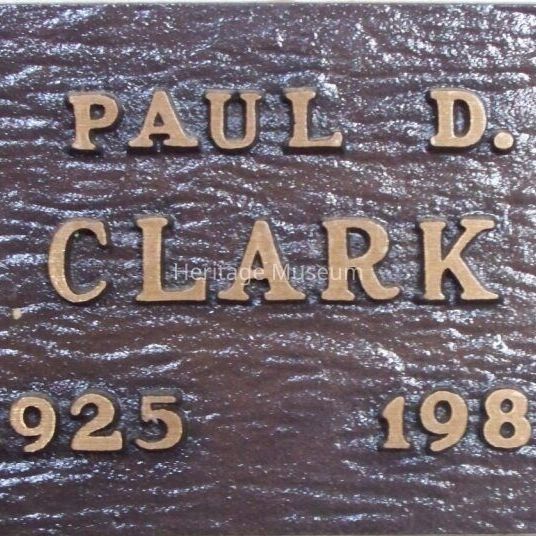 PAUL D.
CLARK
Heritage Museum
925 198